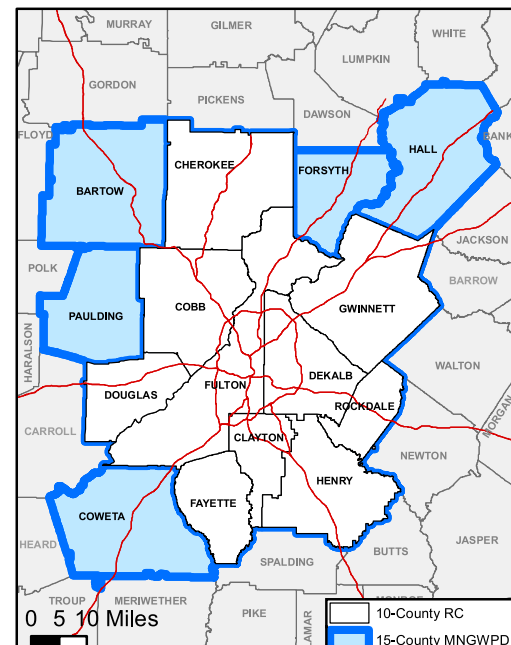 MURRAY
GILMER
WHITE
LUMPKIN
GORDON
PICKENS
DAWSON
FLOYD
HALL
BANK
CHEROKEE
FORSYTH
BARTOW
JACKSON
POLK
BARROW
COBB
GWINNETT
PAULDING
HARALSON
WALTON
DEKALB
FULTON
DOUGLAS
ROCKDALE
MORGAN
CARROLL
CLAYTON
NEWTON
HENRY
FAYETTE
COWETA
HEARD
JASPER
BUTTS
SPALDING
TROUP
MERIWETHER
PIKE
LAMAR
0 5 10 Miles
10-County RC
15-County MNGWPD